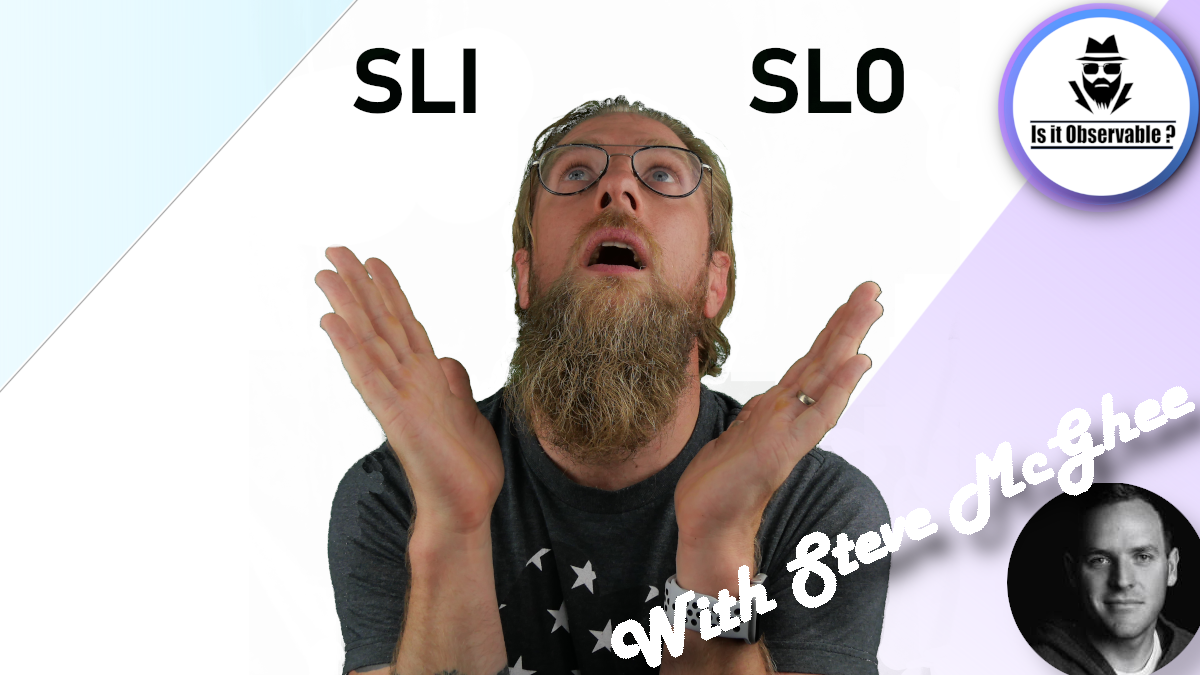 SLI
SLO
Is it Observable ?
With Steve McGhee